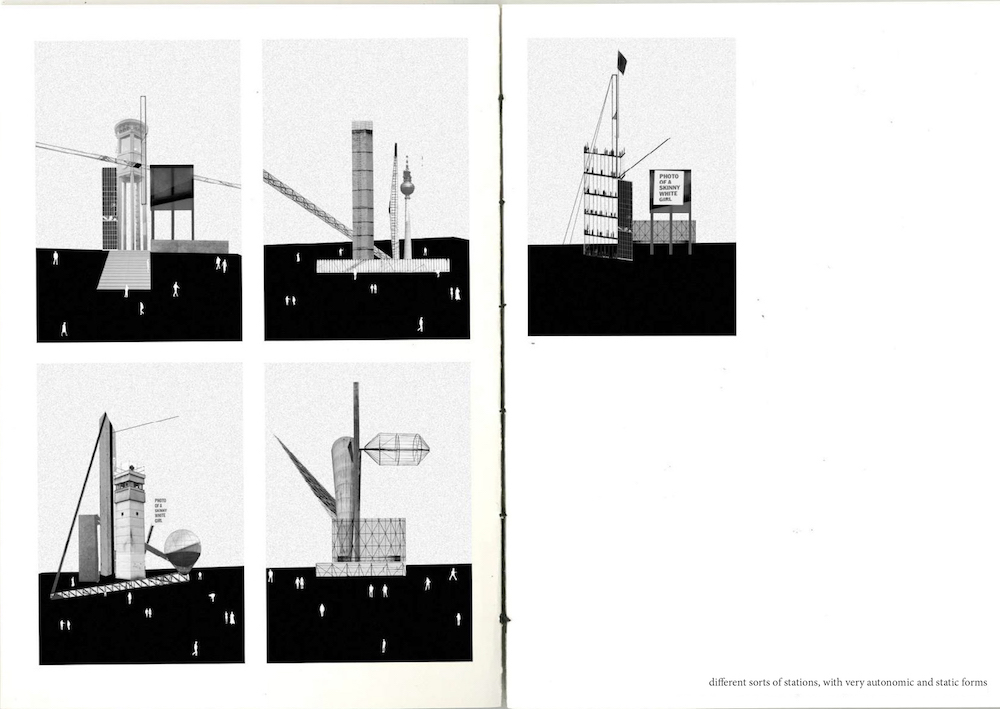 PHOTO
OF A
SKINNY
WHITE
GIRL
PHOTO
OF A
SKINNY
WHITE
GIRL
different sorts of stations, with very autonomic and static forms